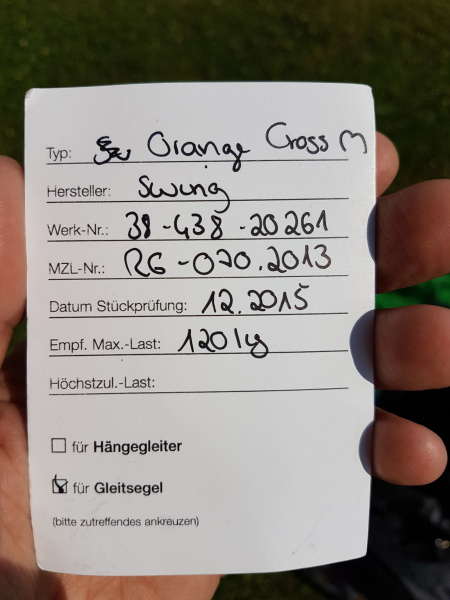 Typ: Orange Cross M
Hersteller: Swing
Werk-Nr.: 38-438-20261
MZL-Nr.: RG-070.2013
Datum Stückprüfung: 12.2015
Empf. Max.-Last: 120 kg
Höchstzul.-Last:
für Hängegleiter
für Gleitsegel
(bitte zutreffendes ankreuzen)